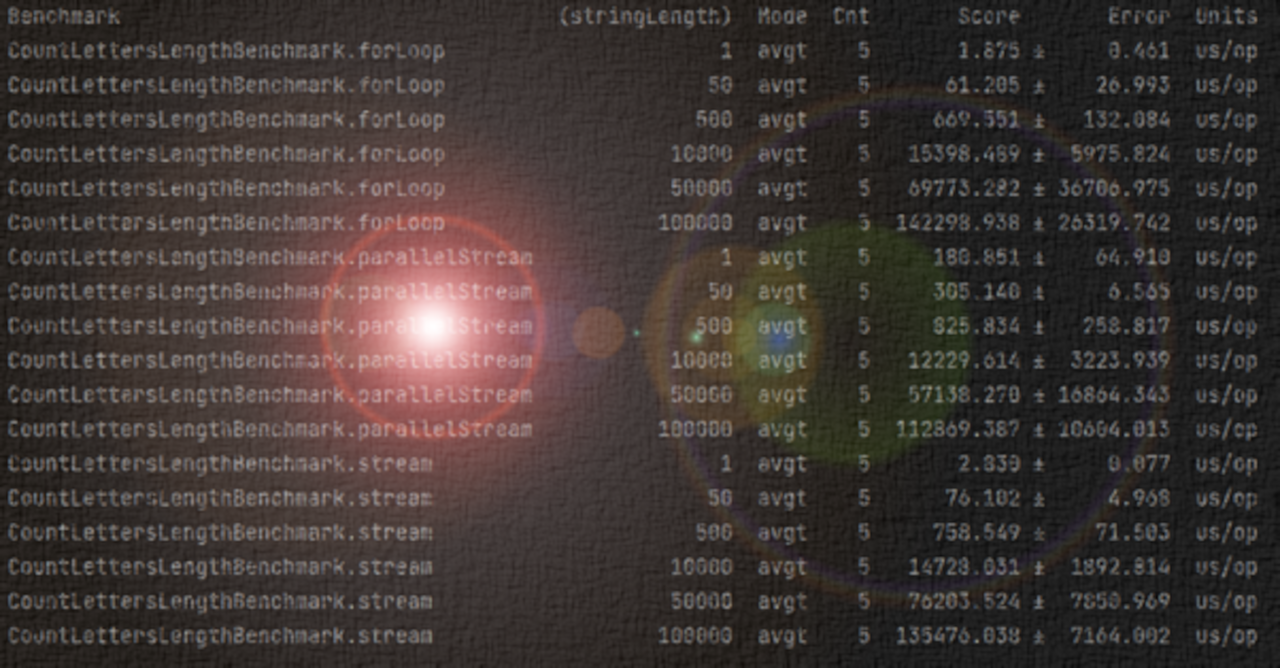 Benchmark (stringLength) Mode Cnt Score Error Units
CountLettersLengthBenchmark.forLoop 1 avgt 5 1.875 ± 0.461 us/op
CountLettersLengthBenchmark.forLoop 50 avgt 5 61.205 ± 26.993 us/op
CountLettersLengthBenchmark.forLoop 500 avgt 5 669.551 ± 132.084 us/op
CountLettersLengthBenchmark.forLoop 10000 avgt 5 15398.489 ± 5975.824 us/op
CountLettersLengthBenchmark.forLoop 50000 avgt 5 69773.282 ± 36706.975 us/op
CountLettersLengthBenchmark.forLoop 100000 avgt 5 142298.938 ± 26319.742 us/op
CountLettersLengthBenchmark.parallelStream 1 avgt 5 180.851 ± 64.910 us/op
CountLettersLengthBenchmark.parallelStream 50 avgt 5 305.140 ± 6.565 us/op
CountLettersLengthBenchmark.parallelStream 500 avgt 5 825.834 ± 258.817 us/op
CountLettersLengthBenchmark.parallelStream 10000 avgt 5 12229.614 ± 3223.939 us/op
CountLettersLengthBenchmark.parallelStream 50000 avgt 5 57138.270 ± 16864.343 us/op
CountLettersLengthBenchmark.parallelStream 100000 avgt 5 112869.387 ± 10604.013 us/op
CountLettersLengthBenchmark.stream 1 avgt 5 2.839 ± 0.077 us/op
CountLettersLengthBenchmark.stream 50 avgt 5 76.102 ± 4.968 us/op
CountLettersLengthBenchmark.stream 500 avgt 5 758.549 ± 71.503 us/op
CountLettersLengthBenchmark.stream 10000 avgt 5 14728.031 ± 1892.814 us/op
CountLettersLengthBenchmark.stream 50000 avgt 5 76203.524 ± 7850.969 us/op
CountLettersLengthBenchmark.stream 100000 avgt 5 135476.038 ± 7164.002 us/op